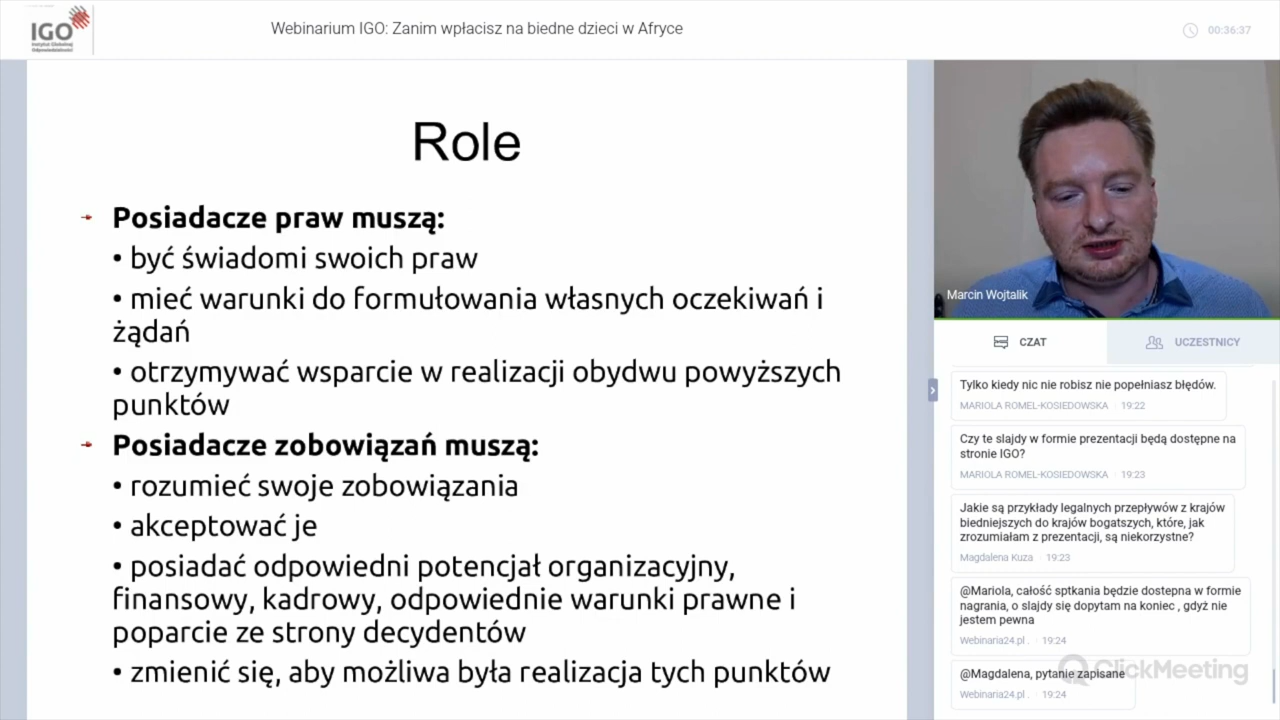 IGO
Instytut Globalnej
Odpowiedzialności
Webinarium IGO: Zanim wpłacisz na biedne dzieci w Afryce
00:36:37
Role
Posiadacze praw muszą:
• być świadomi swoich praw
• mieć warunki do formułowania własnych oczekiwań i
żądań
• otrzymywać wsparcie w realizacji obydwu powyższych
punktów
Posiadacze zobowiązań muszą:
• rozumieć swoje zobowiązania
• akceptować je
• posiadać odpowiedni potencjał organizacyjny,
finansowy, kadrowy, odpowiednie warunki prawne i
poparcie ze strony decydentów
• zmienić się, aby możliwa była realizacja tych punktów
Marcin Wojtalik
CZAT
UCZESTNICY
Tylko kiedy nic nie robisz nie popełniasz błędów.
MARIOLA ROMEL-KOSIEDOWSKA · 19:22
Czy te slajdy w formie prezentacji będą dostępne na
stronie IGO?
MARIOLA ROMEL-KOSIEDOWSKA · 19:23
Jakie są przykłady legalnych przepływów z krajów
biedniejszych do krajów bogatszych, które, jak
zrozumiałam z prezentacji, są niekorzystne?
Magdalena Kuza · 19:23
@Mariola, całość sptkania będzie dostepna w formie
nagrania, o slajdy się dopytam na koniec , gdyż nie
jestem pewna
Webinaria24.pl . · 19:24
@Magdalena, pytanie zapisane
Webinaria24.pl . · 19:24
ClickMeeting